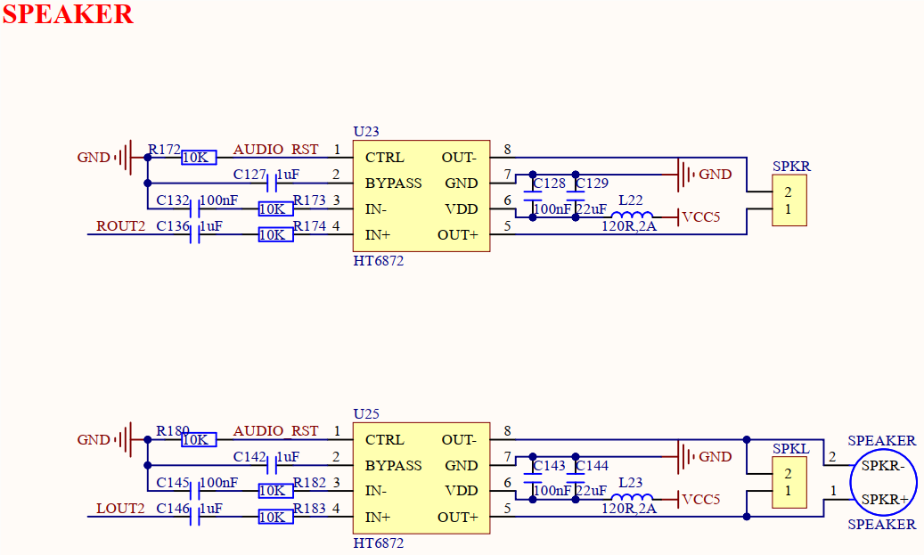 SPEAKER
U23
GND R172 10K AUDIO_RST 1 CTRL OUT- 8
SPKR
C127 1uF 2 BYPASS GND 7 C128 C129 GND
2
C132 100nF 10K R173 3 IN- VDD 6 100nF 22uF L22 VCC5
1
ROUT2 C136 1uF 10K R174 4 IN+ OUT+ 5 120R,2A
HT6872
U25
GND R180 10K AUDIO_RST 1 CTRL OUT- 8 SPKL SPEAKER
C142 1uF 2 BYPASS GND 7 C143 C144 GND 2 2 SPKR-
C145 100nF 10K R182 3 IN- VDD 6 100nF 22uF L23 VCC5 1 1 SPKR+
LOUT2 C146 1uF 10K R183 4 IN+ OUT+ 5 120R,2A SPEAKER
HT6872